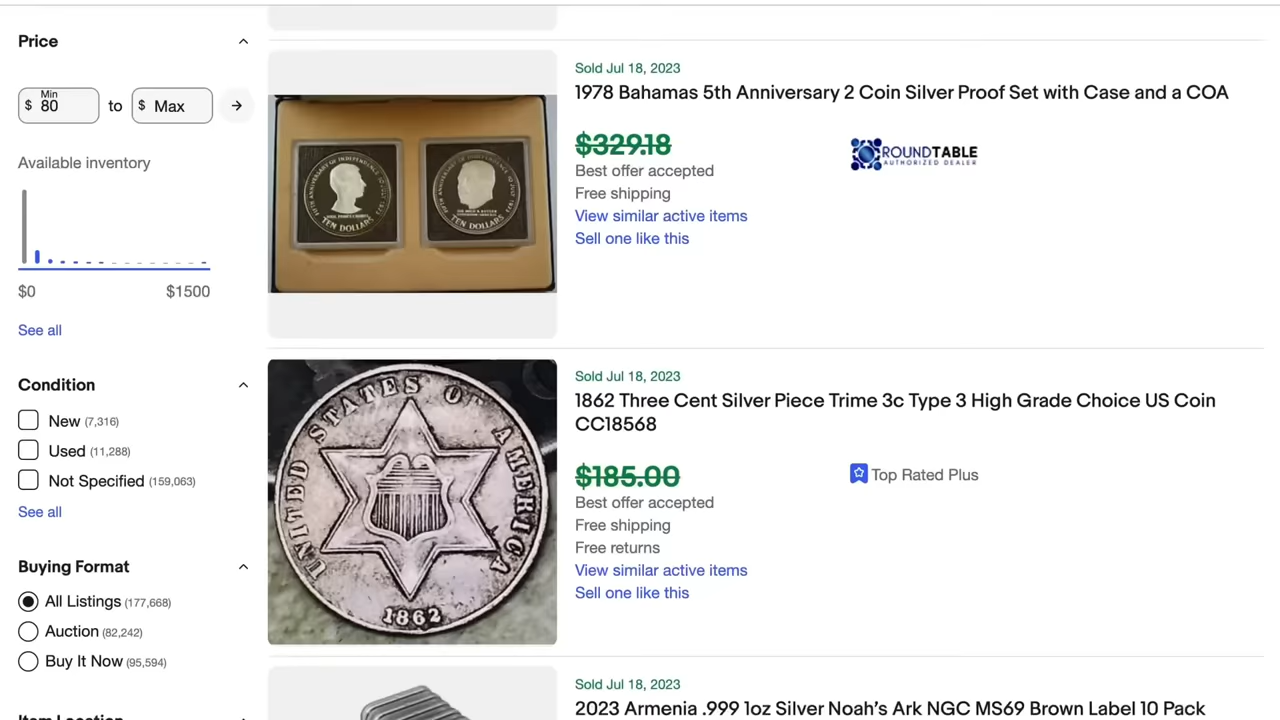 Price
Min
$ 80
to
$ Max
Available inventory
$0
$1500
See all
Condition
New (7,316)
Used (11,288)
Not Specified (159,063)
See all
Buying Format
All Listings (177,668)
Auction (82,242)
Buy It Now (95,594)
Item Location
Sold Jul 18, 2023
1978 Bahamas 5th Anniversary 2 Coin Silver Proof Set with Case and a COA
$329.18
Best offer accepted
Free shipping
View similar active items
Sell one like this
ROUNDTABLE
AUTHORIZED DEALER
TEN DOLLARS
TEN DOLLARS
Sold Jul 18, 2023
1862 Three Cent Silver Piece Trime 3c Type 3 High Grade Choice US Coin
CC18568
$185.00
Best offer accepted
Free shipping
Free returns
View similar active items
Sell one like this
Top Rated Plus
UNITED STATES OF AMERICA
1862
Sold Jul 18, 2023
2023 Armenia .999 1oz Silver Noah's Ark NGC MS69 Brown Label 10 Pack